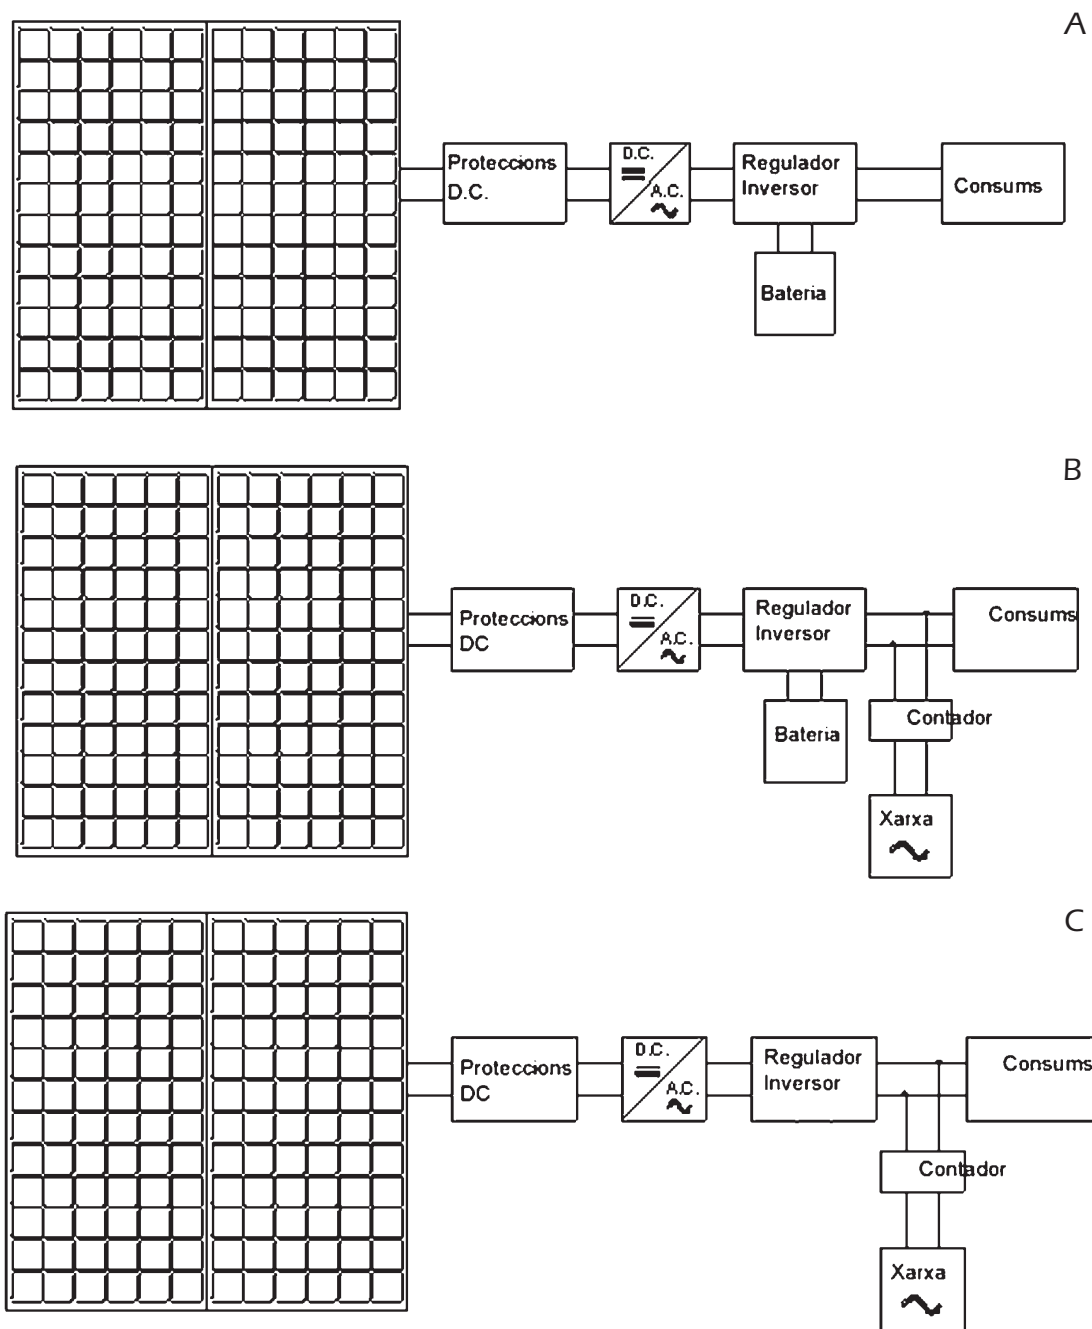 A
Proteccions
D.C.
D.C.
A.C.
Regulador
Inversor
Consums
Bateria
B
Proteccions
DC
D.C.
A.C.
Regulador
Inversor
Consums
Bateria
Contador
Xarxa
C
Proteccions
DC
D.C.
A.C.
Regulador
Inversor
Consums
Contador
Xarxa